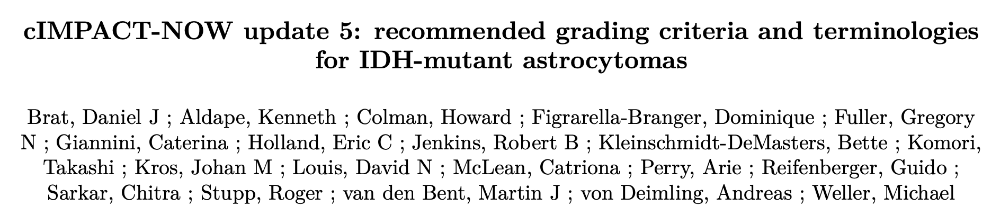 cIMPACT-NOW update 5: recommended grading criteria and terminologies
for IDH-mutant astrocytomas
Brat, Daniel J ; Aldape, Kenneth ; Colman, Howard ; Figrarella-Branger, Dominique ; Fuller, Gregory
N ; Giannini, Caterina ; Holland, Eric C ; Jenkins, Robert B ; Kleinschmidt-DeMasters, Bette ; Komori,
Takashi ; Kros, Johan M ; Louis, David N ; McLean, Catriona ; Perry, Arie ; Reifenberger, Guido ;
Sarkar, Chitra ; Stupp, Roger ; van den Bent, Martin J ; von Deimling, Andreas ; Weller, Michael